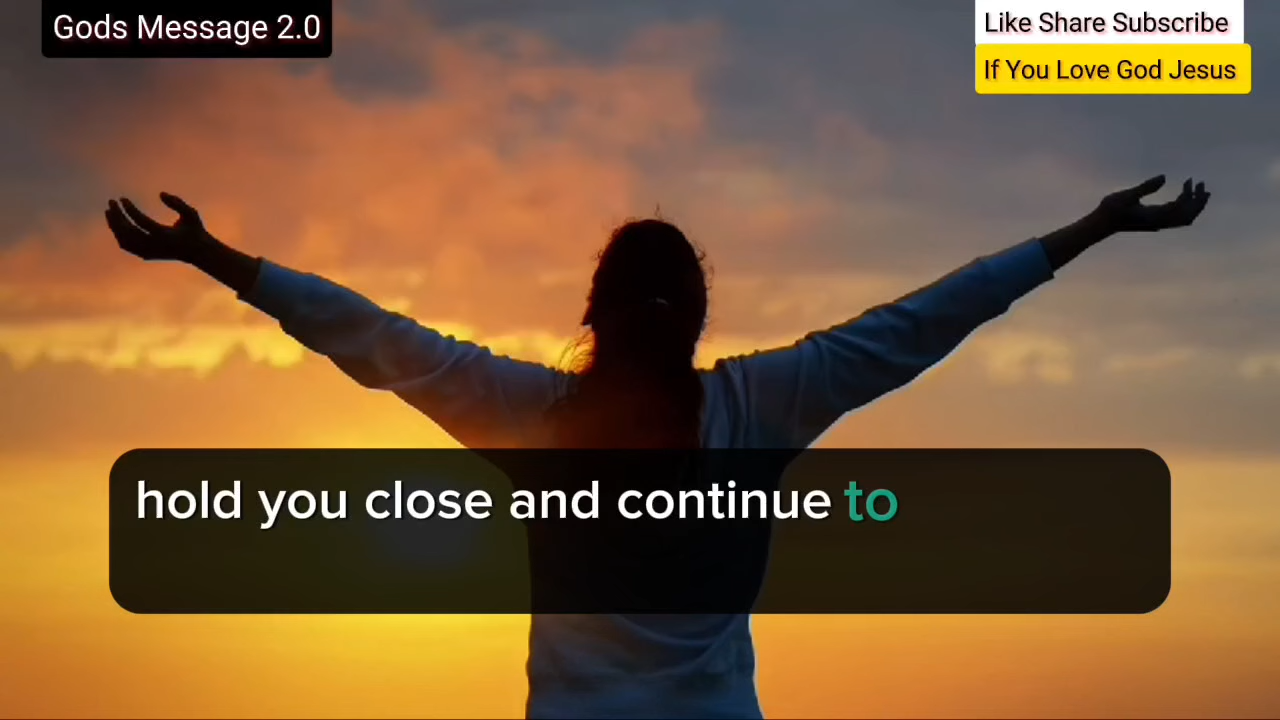 Gods Message 2.0
Like Share Subscribe
If You Love God Jesus
hold you close and continue to